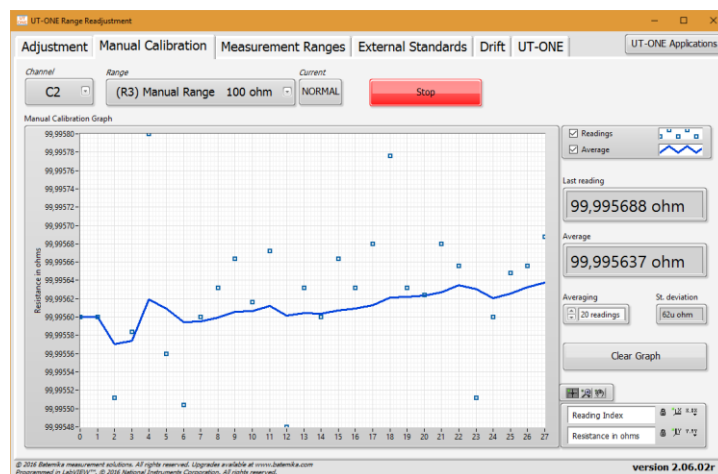 UT-ONE Range Readjustment
Adjustment Manual Calibration Measurement Ranges External Standards Drift UT-ONE UT-ONE Applications
Channel Range Current
C2 (R3) Manual Range 100 ohm NORMAL Stop
Manual Calibration Graph
Readings
Average
Last reading
99,995688 ohm
Average
99,995637 ohm
Averaging St. deviation
20 readings 62u ohm
Clear Graph
Reading Index
Resistance in ohms
Resistance in ohms
99,99580
99,99578
99,99576
99,99574
99,99572
99,99570
99,99568
99,99566
99,99564
99,99562
99,99560
99,99558
99,99556
99,99554
99,99552
99,99550
99,99548
0 1 2 3 4 5 6 7 8 9 10 11 12 13 14 15 16 17 18 19 20 21 22 23 24 25 26 27
© 2016 Batemika measurement solutions. All rights reserved. Upgrades available at www.batemika.com
Programmed in LabVIEW™, © 2016 National Instruments Corporation. All rights reserved.
version 2.06.02b